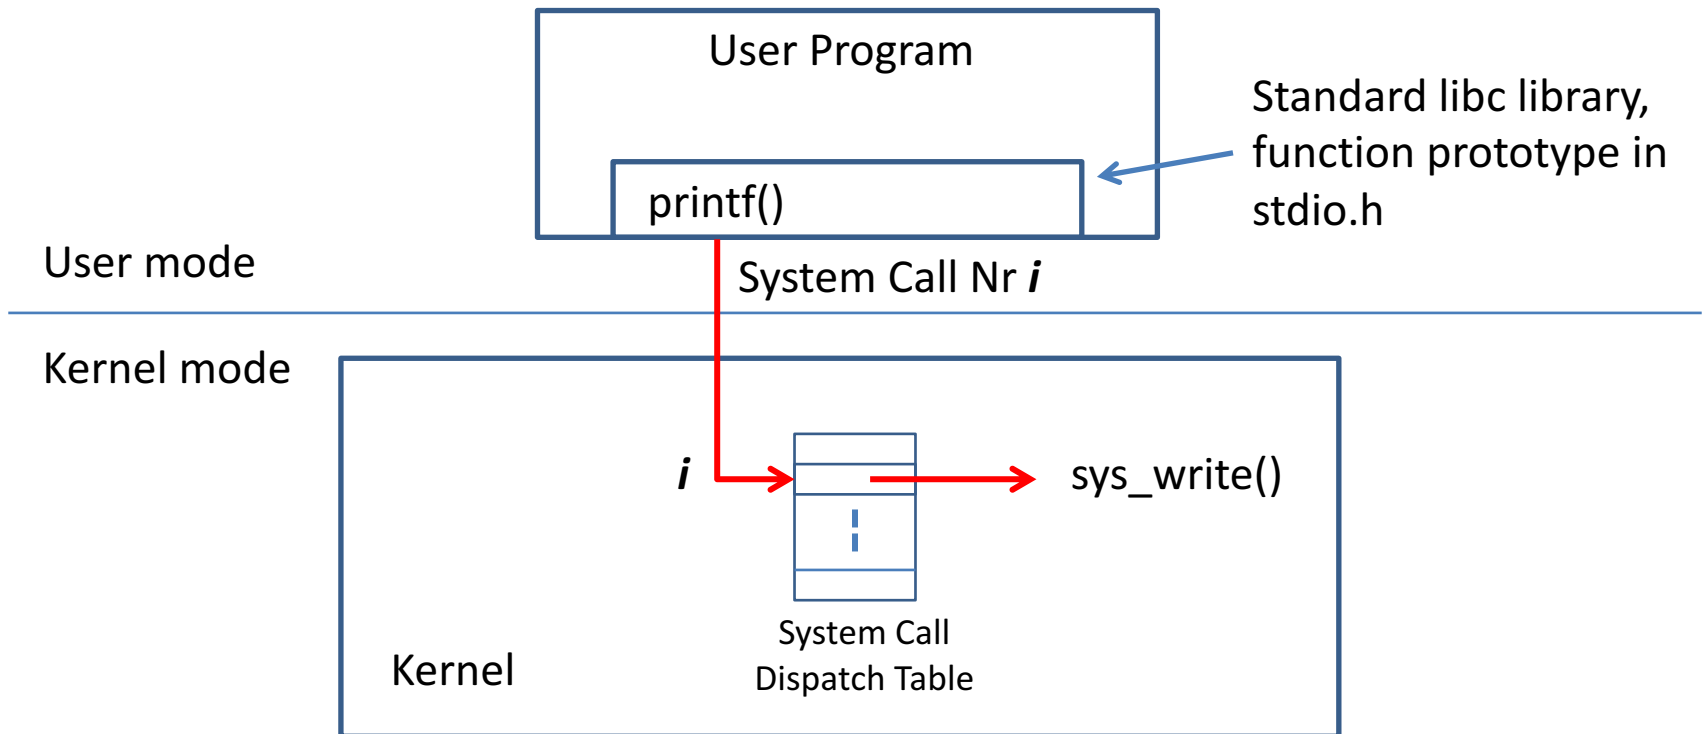 User Program
Standard libc library,
function prototype in
stdio.h
printf()
User mode
System Call Nr i
Kernel mode
i
sys_write()
System Call
Dispatch Table
Kernel